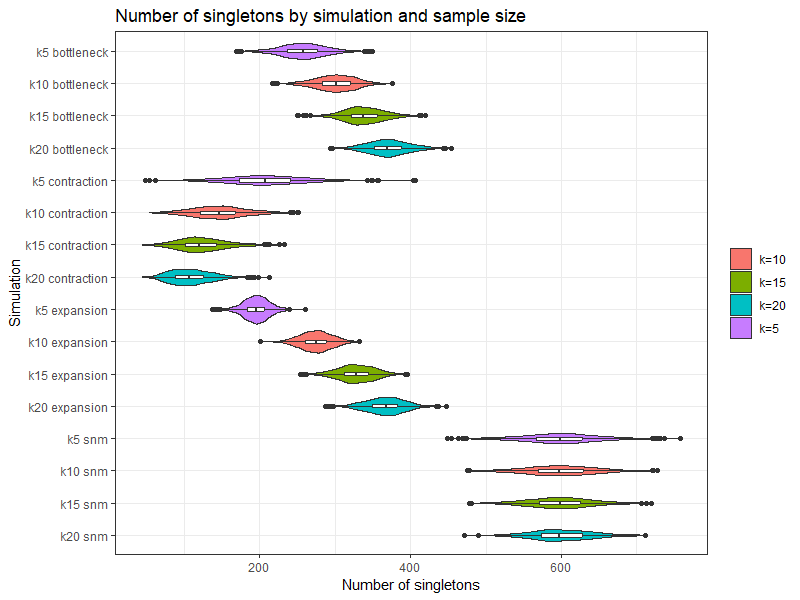 Number of singletons by simulation and sample size
k5 bottleneck
k10 bottleneck
k15 bottleneck
k20 bottleneck
k5 contraction
k10 contraction
k15 contraction
k20 contraction
k5 expansion
k10 expansion
k15 expansion
k20 expansion
k5 snm
k10 snm
k15 snm
k20 snm
Simulation
200 400 600
Number of singletons
k=10
k=15
k=20
k=5